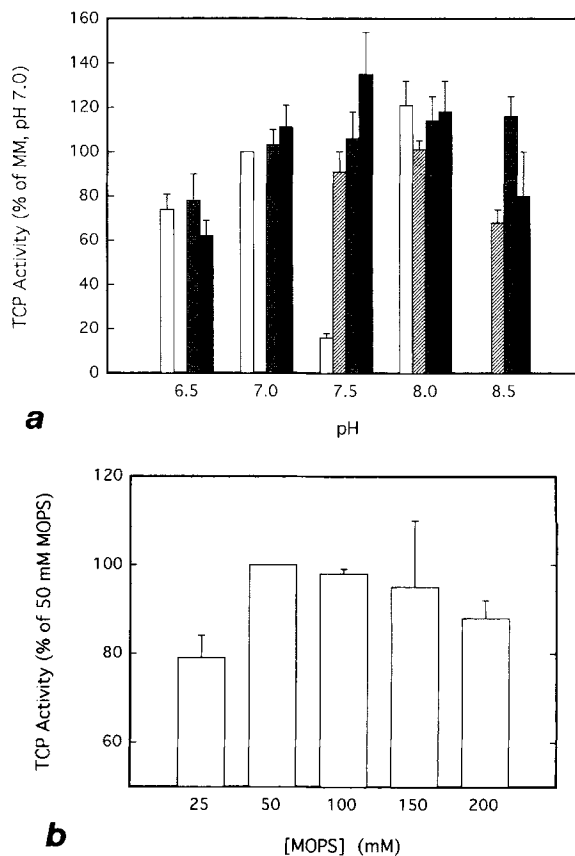 160
140
120
100
80
60
40
20
0
TCP Activity (% of MM, pH 7.0)
6.5 7.0 7.5 8.0 8.5
pH
a
120
100
80
60
TCP Activity (% of 50 mM MOPS)
25 50 100 150 200
[MOPS] (mM)
b